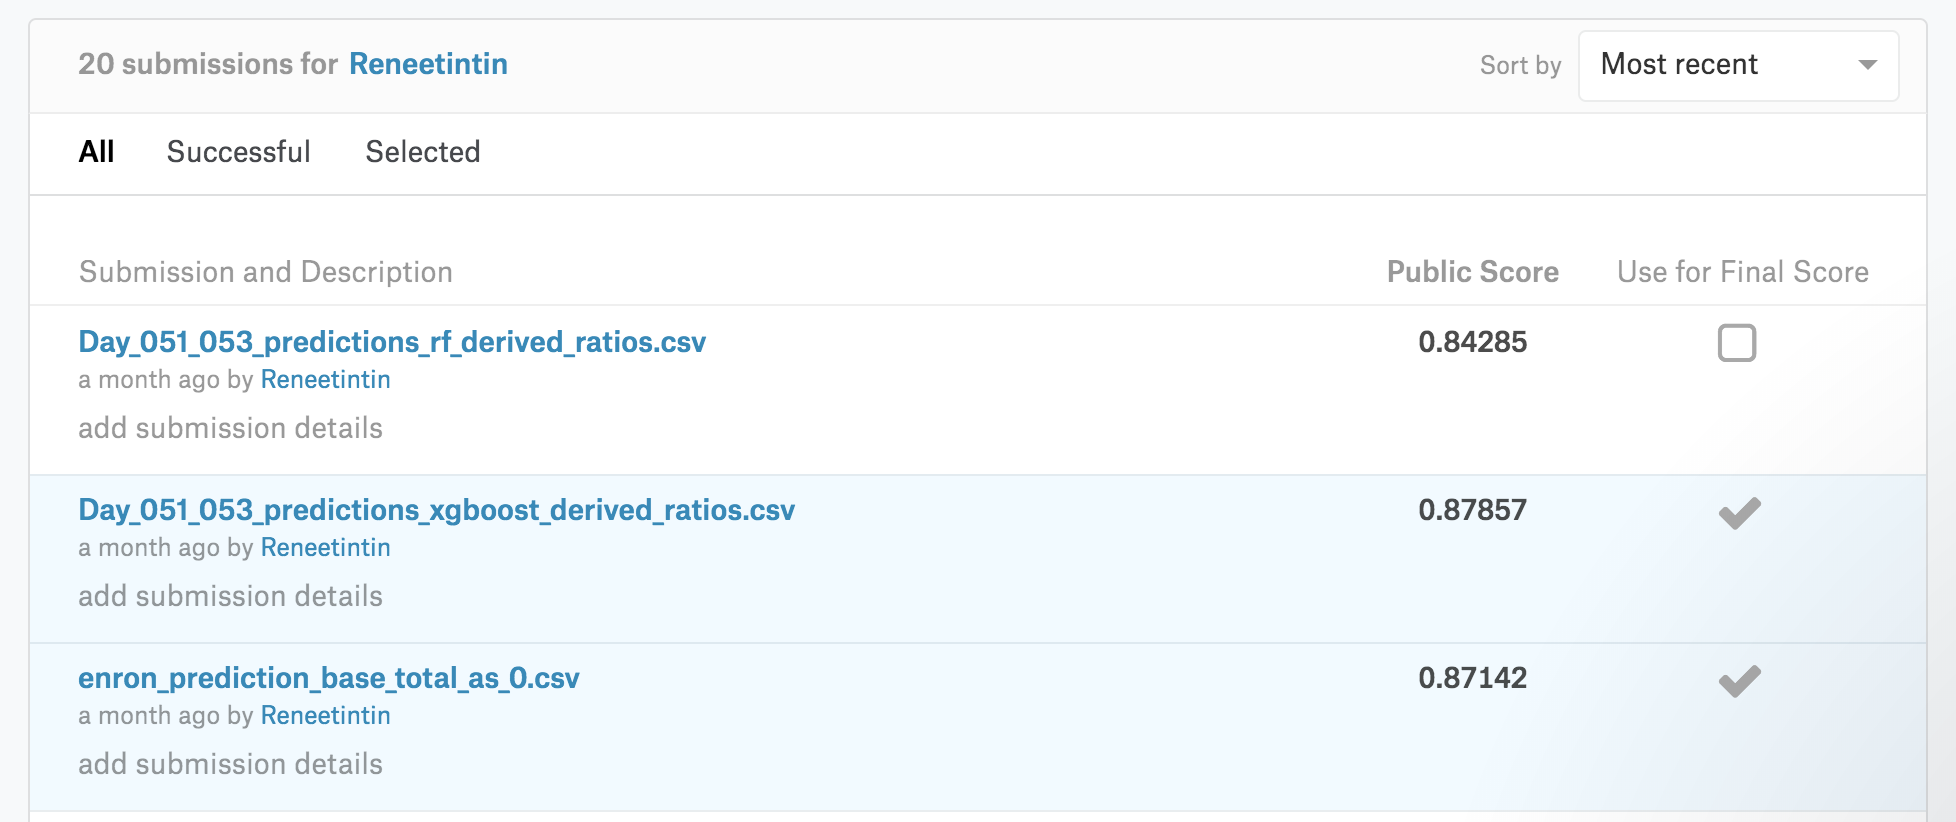 20 submissions for Reneetintin
Sort by Most recent
All Successful Selected
Submission and Description Public Score Use for Final Score
Day_051_053_predictions_rf_derived_ratios.csv 0.84285
a month ago by Reneetintin
add submission details
Day_051_053_predictions_xgboost_derived_ratios.csv 0.87857
a month ago by Reneetintin
add submission details
enron_prediction_base_total_as_0.csv 0.87142
a month ago by Reneetintin
add submission details